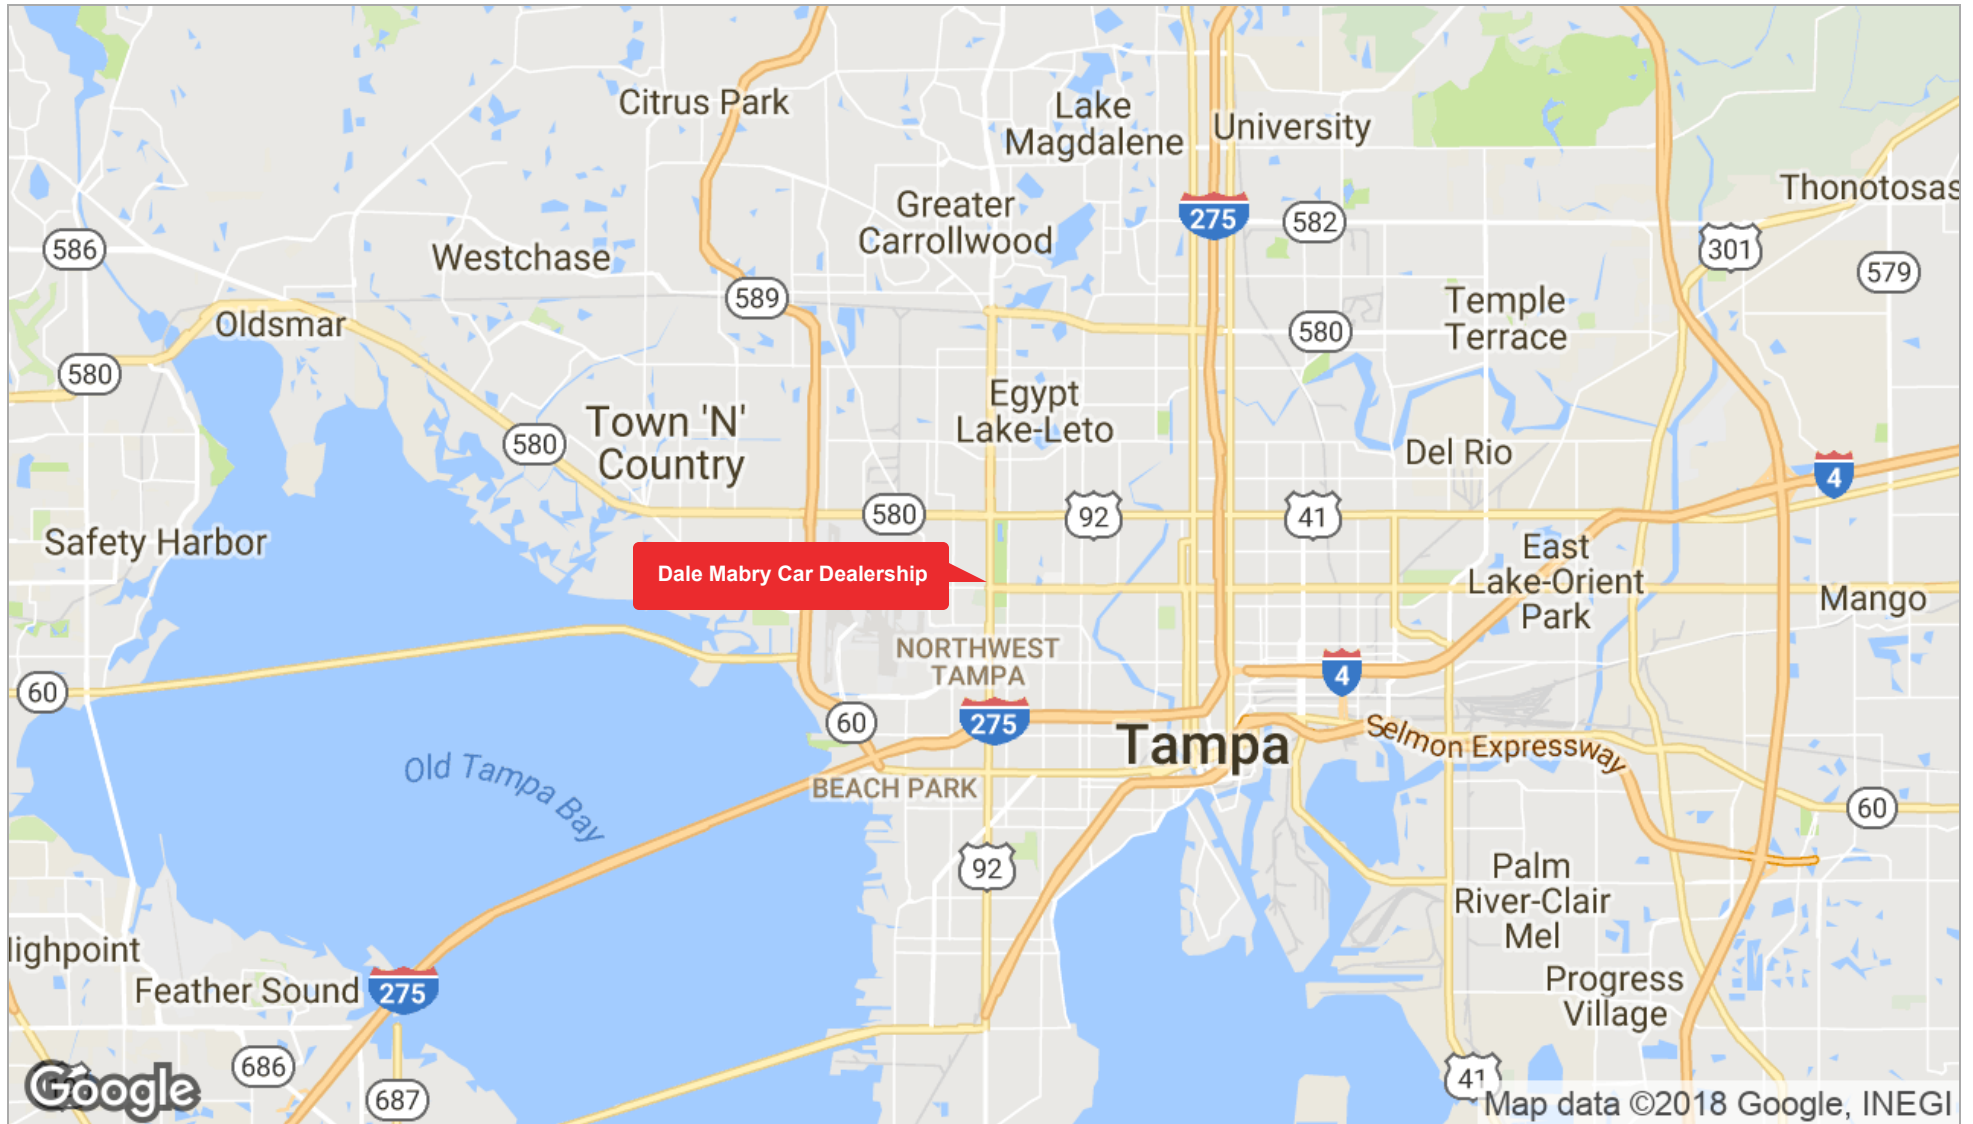 Citrus Park
Lake
Magdalene
University
Thonotosas
Greater
Carrollwood
275
582
586
Westchase
301
579
589
Temple
Terrace
Oldsmar
580
580
Egypt
Lake-Leto
Town 'N'
Country
580
Del Rio
4
580
92
41
Safety Harbor
East
Lake-Orient
Park
Dale Mabry Car Dealership
Mango
NORTHWEST
TAMPA
4
60
60
275
Tampa
Selmon Expressway
Old Tampa Bay
BEACH PARK
60
92
Palm
River-Clair
Mel
lighpoint
Feather Sound
275
Progress
Village
686
687
41
Google
Map data ©2018 Google, INEGI